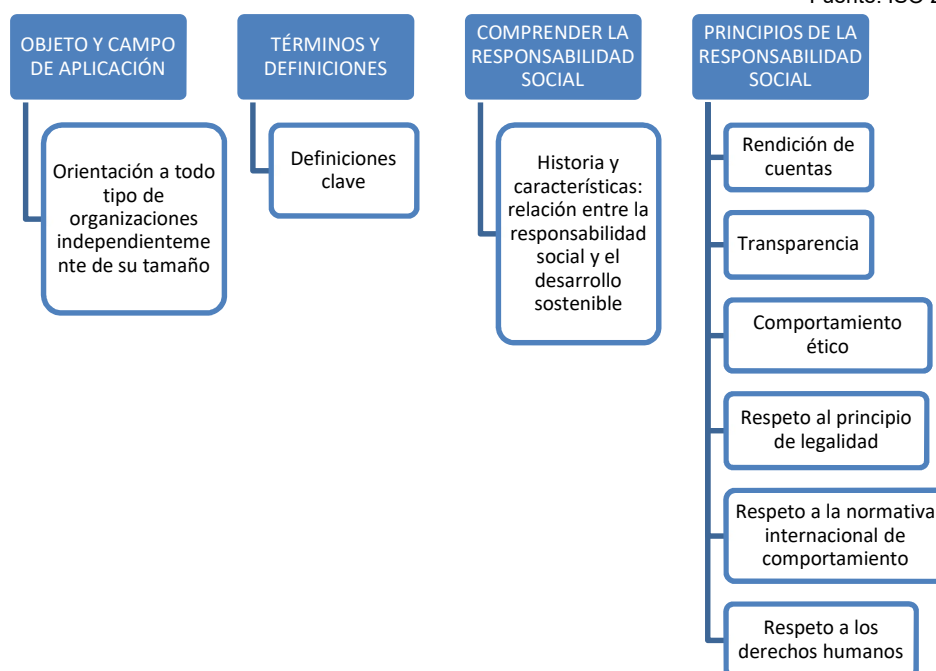 Fuente: ISO 2
OBJETO Y CAMPO
DE APLICACIÓN
Orientación a todo
tipo de
organizaciones
independienteme
nte de su tamaño
TÉRMINOS Y
DEFINICIONES
Definiciones
clave
COMPRENDER LA
RESPONSABILIDAD
SOCIAL
Historia y
características:
relación entre la
responsabilidad
social y el
desarrollo
sostenible
PRINCIPIOS DE LA
RESPONSABILIDAD
SOCIAL
Rendición de
cuentas
Transparencia
Comportamiento
ético
Respeto al principio
de legalidad
Respeto a la normativa
internacional de
comportamiento
Respeto a los
derechos humanos